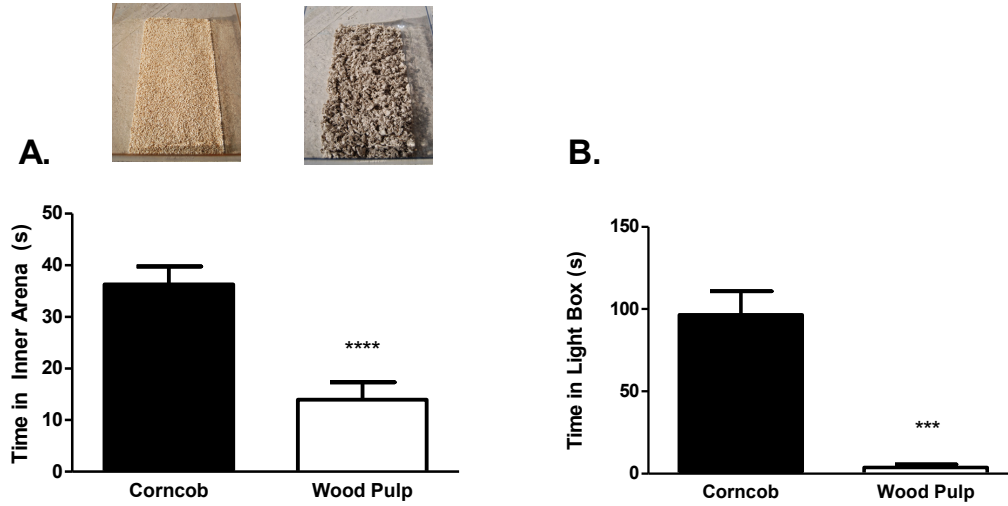 A.
Time in Inner Arena (s)
50
40
30
20
10
0
****
Corncob
Wood Pulp
B.
Time in Light Box (s)
150
100
50
0
***
Corncob
Wood Pulp